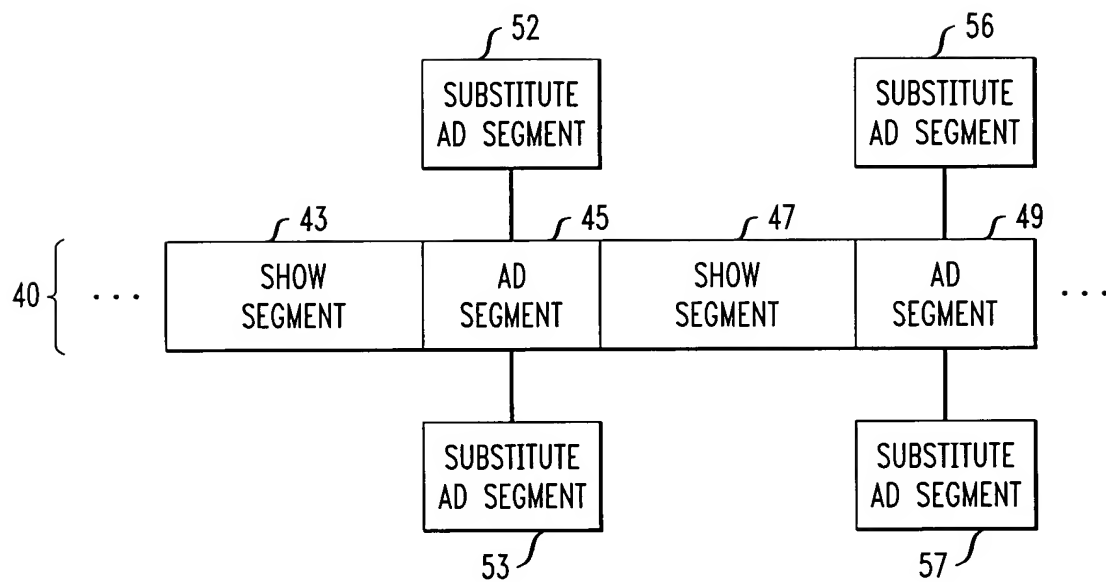 52
56
SUBSTITUTE
AD SEGMENT
SUBSTITUTE
AD SEGMENT
43
45
47
49
40
...
SHOW
SEGMENT
AD
SEGMENT
SHOW
SEGMENT
AD
SEGMENT
...
SUBSTITUTE
AD SEGMENT
SUBSTITUTE
AD SEGMENT
53
57